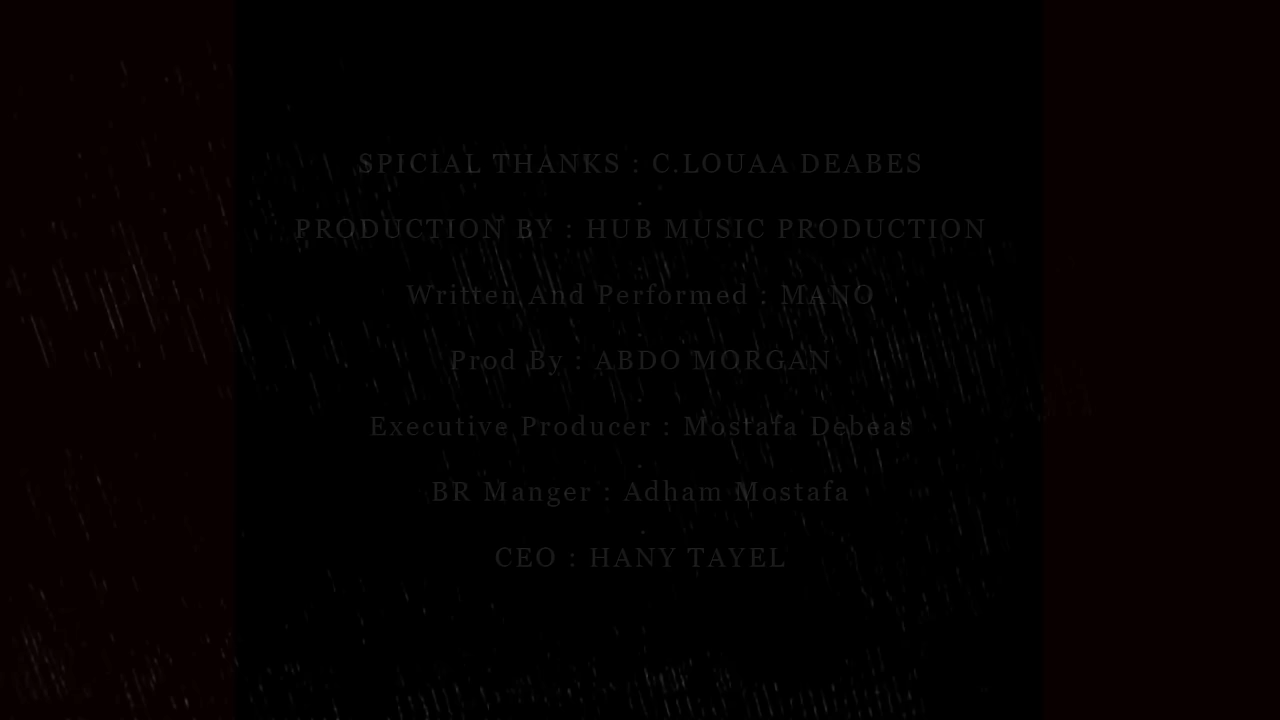 SPICIAL THANKS : C.LOUAA DEABES
.
PRODUCTION BY : HUB MUSIC PRODUCTION
.
Written And Performed : MANO
.
Prod By : ABDO MORGAN
.
Executive Producer : Mostafa Debeas
.
BR Manger : Adham Mostafa
.
CEO : HANY TAYEL